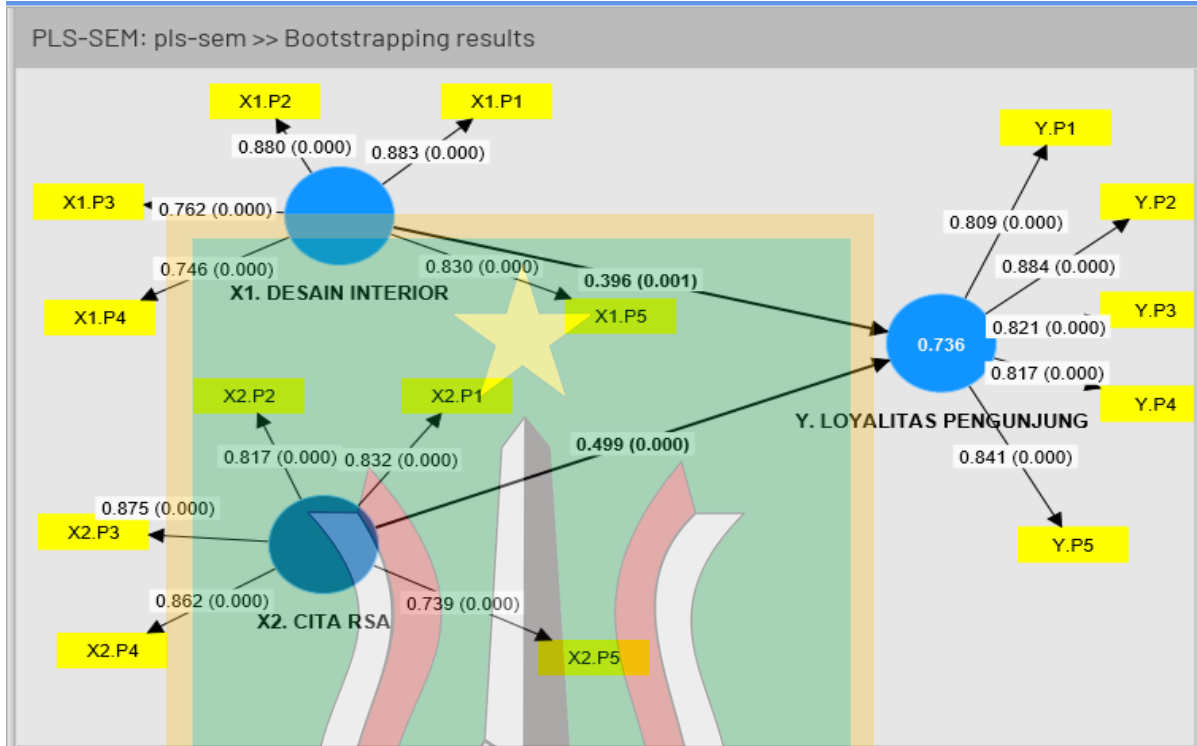 PLS-SEM: pls-sem >> Bootstrapping results
X1.P2
X1.P1
0.880 (0.000)
0.883 (0.000)
X1.P3
0.762 (0.000)
0.746 (0.000)
0.830 (0.000)
X1. DESAIN INTERIOR
X1.P4
X1.P5
0.396 (0.001)
Y.P1
0.809 (0.000)
Y.P2
0.884 (0.000)
Y.P3
0.821 (0.000)
0.736
0.817 (0.000)
Y.P4
Y. LOYALITAS PENGUNJUNG
0.841 (0.000)
Y.P5
X2.P2
X2.P1
0.499 (0.000)
0.817 (0.000)
0.832 (0.000)
0.875 (0.000)
X2.P3
0.862 (0.000)
0.739 (0.000)
X2. CITA RSA
X2.P4
X2.P5